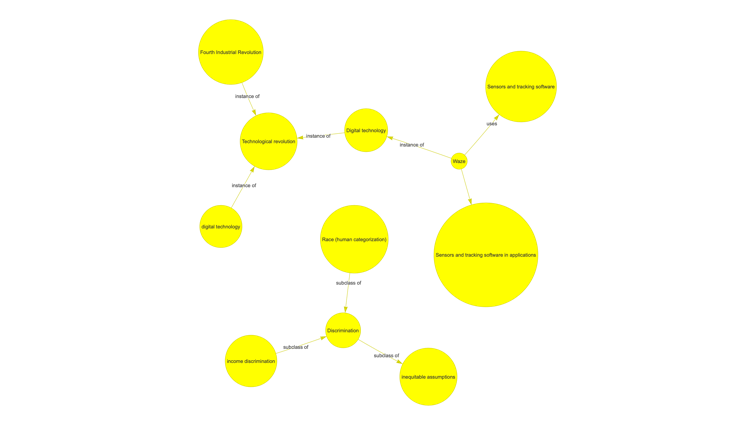 Fourth Industrial Revolution
Sensors and tracking software
instance of
uses
Digital technology
instance of
Technological revolution
instance of
Waze
instance of
digital technology
Race (human categorization)
Sensors and tracking software in applications
subclass of
Discrimination
subclass of
subclass of
income discrimination
inequitable assumptions